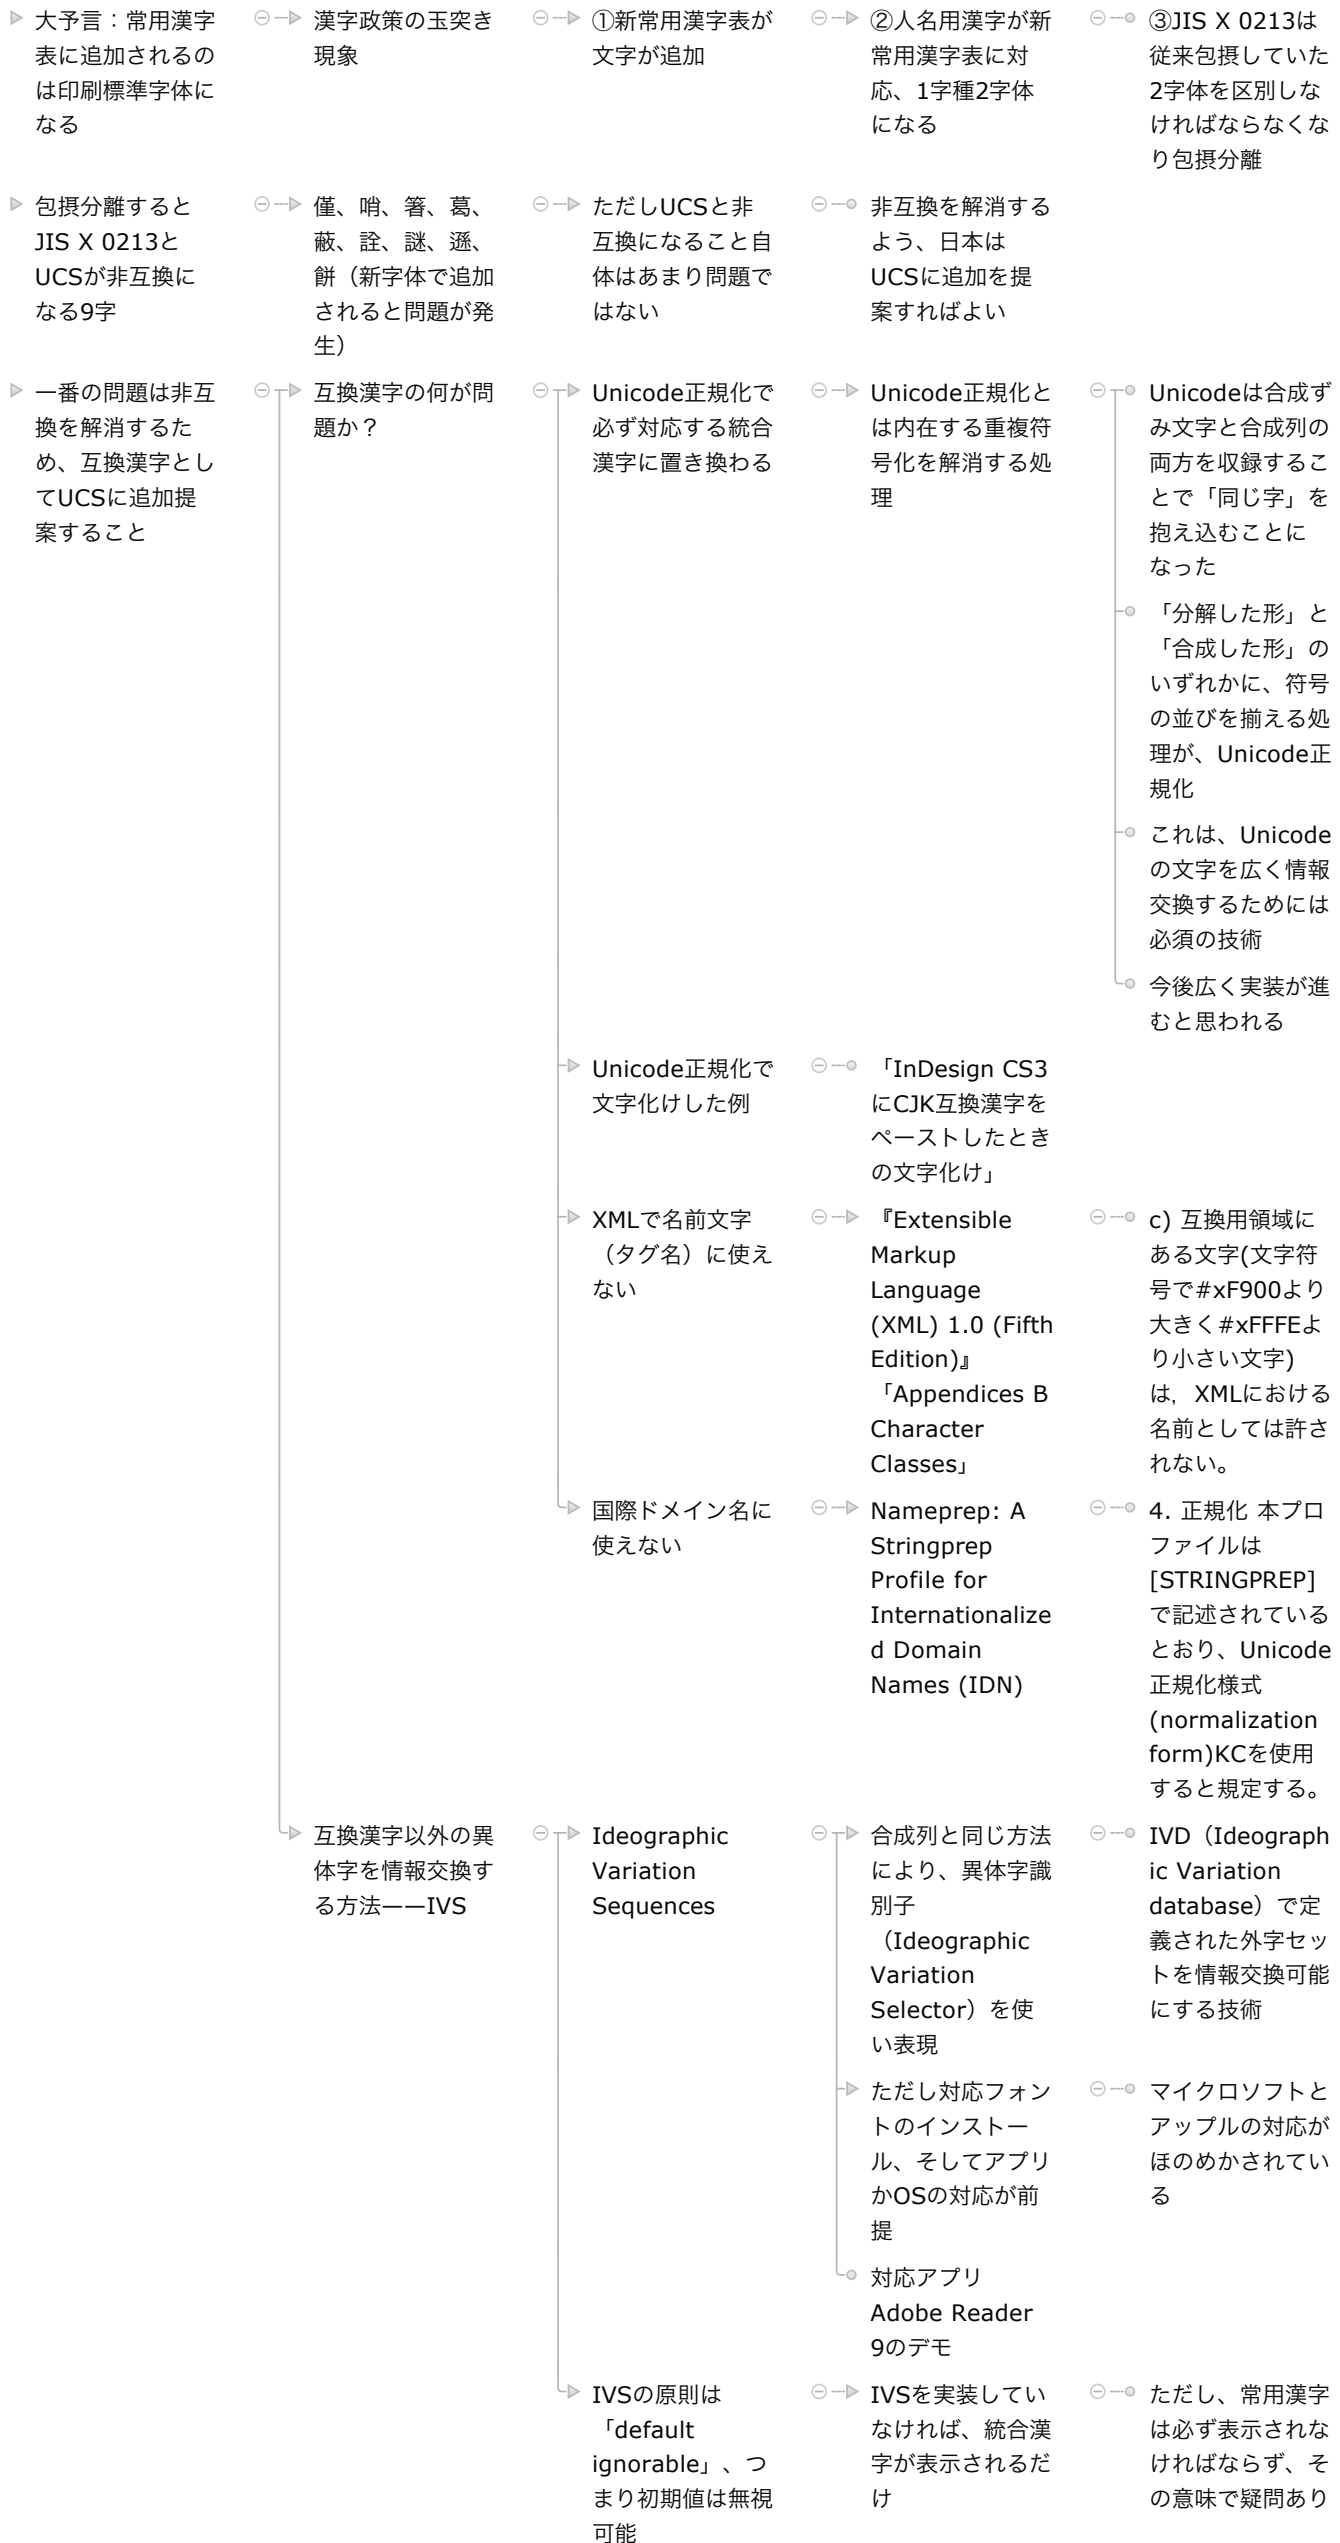 大予言：常用漢字
表に追加されるの
は印刷標準字体に
なる
漢字政策の玉突き
現象
①新常用漢字表が
文字が追加
②人名用漢字が新
常用漢字表に対
応、1字種2字体
になる
③JIS X 0213は
従来包摂していた
2字体を区別しな
ければならなくな
り包摂分離
包摂分離すると
JIS X 0213と
UCSが非互換に
なる9字
僅、哨、箸、葛、
蔽、詮、謎、遜、
餅（新字体で追加
されると問題が発
生）
ただしUCSと非
互換になること自
体はあまり問題で
はない
非互換を解消する
よう、日本は
UCSに追加を提
案すればよい
一番の問題は非互
換を解消するた
め、互換漢字とし
てUCSに追加提
案すること
互換漢字の何が問
題か？
Unicode正規化で
必ず対応する統合
漢字に置き換わる
Unicode正規化と
は内在する重複符
号化を解消する処
理
Unicodeは合成ず
み文字と合成列の
両方を収録するこ
とで「同じ字」を
抱え込むことに
なった
「分解した形」と
「合成した形」の
いずれかに、符号
の並びを揃える処
理が、Unicode正
規化
これは、Unicode
の文字を広く情報
交換するためには
必須の技術
今後広く実装が進
むと思われる
Unicode正規化で
文字化けした例
「InDesign CS3
にCJK互換漢字を
ペーストしたとき
の文字化け」
XMLで名前文字
（タグ名）に使え
ない
『Extensible
Markup
Language
(XML) 1.0 (Fifth
Edition)』
「Appendices B
Character
Classes」
c) 互換用領域に
ある文字(文字符
号で#xF900より
大きく#xFFFEよ
り小さい文字)
は，XMLにおける
名前としては許さ
れない。
国際ドメイン名に
使えない
Nameprep: A
Stringprep
Profile for
Internationalize
d Domain
Names (IDN)
4. 正規化 本プロ
ファイルは
[STRINGPREP]
で記述されている
とおり、Unicode
正規化様式
(normalization
form)KCを使用
すると規定する。
互換漢字以外の異
体字を情報交換す
る方法——IVS
Ideographic
Variation
Sequences
合成列と同じ方法
により、異体字識
別子
（Ideographic
Variation
Selector）を使
い表現
IVD（Ideograph
ic Variation
database）で定
義された外字セッ
トを情報交換可能
にする技術
ただし対応フォン
トのインストー
ル、そしてアプリ
かOSの対応が前
提
マイクロソフトと
アップルの対応が
ほのめかされてい
る
対応アプリ
Adobe Reader
9のデモ
IVSの原則は
「default
ignorable」、つ
まり初期値は無視
可能
IVSを実装してい
なければ、統合漢
字が表示されるだ
け
ただし、常用漢字
は必ず表示されな
ければならず、そ
の意味で疑問あり